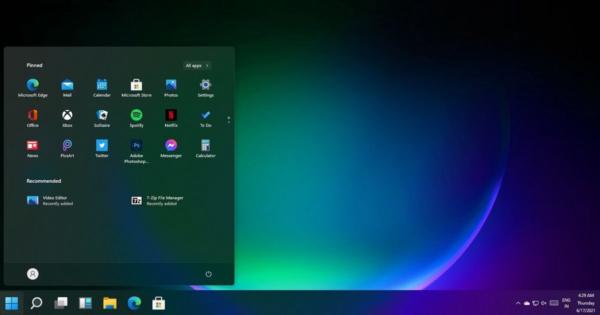 Pinned
All apps
Microsoft Edge
Mail
Calendar
Microsoft Store
Photos
Settings
Office
Xbox
Solitaire
Spotify
Netflix
To Do
News
PicsArt
Twitter
Adobe
Photoshop...
Messenger
Calculator
Recommended
Video Editor
Recently added
7-Zip File Manager
Recently added
ENG
IN
4:29 AM
Thursday
6/17/2021